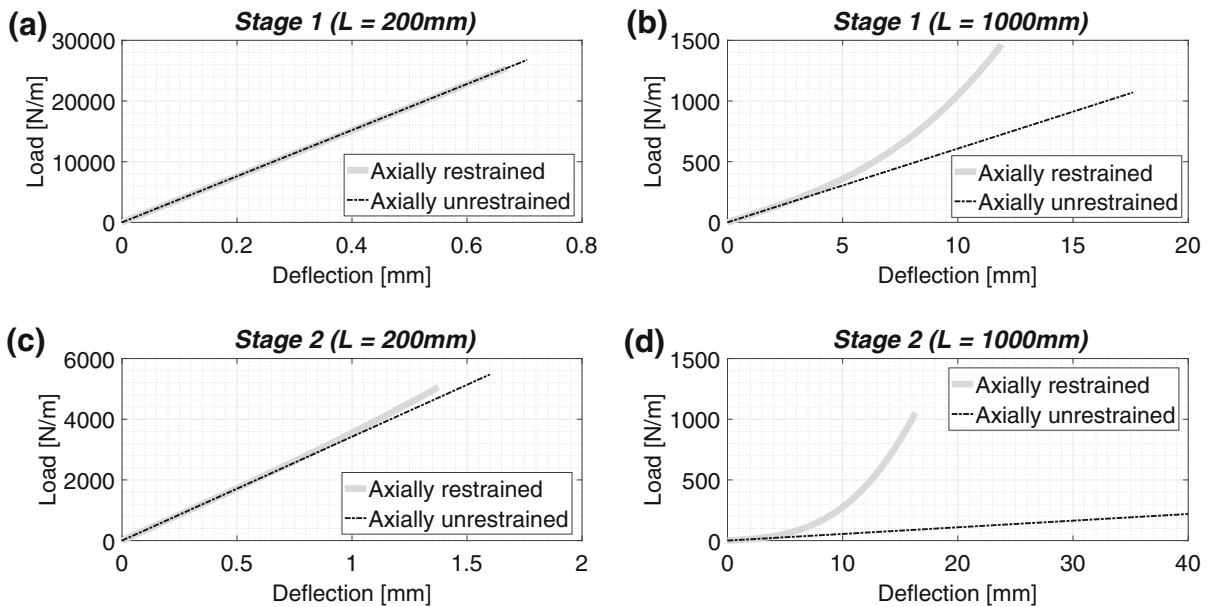 (a)
Stage 1 (L = 200mm)
30000
20000
10000
0
Load [N/m]
Axially restrained
Axially unrestrained
0 0.2 0.4 0.6 0.8
Deflection [mm]
(b)
Stage 1 (L = 1000mm)
1500
1000
500
0
Load [N/m]
Axially restrained
Axially unrestrained
0 5 10 15 20
Deflection [mm]
(c)
Stage 2 (L = 200mm)
6000
4000
2000
0
Load [N/m]
Axially restrained
Axially unrestrained
0 0.5 1 1.5 2
Deflection [mm]
(d)
Stage 2 (L = 1000mm)
1500
1000
500
0
Load [N/m]
Axially restrained
Axially unrestrained
0 10 20 30 40
Deflection [mm]